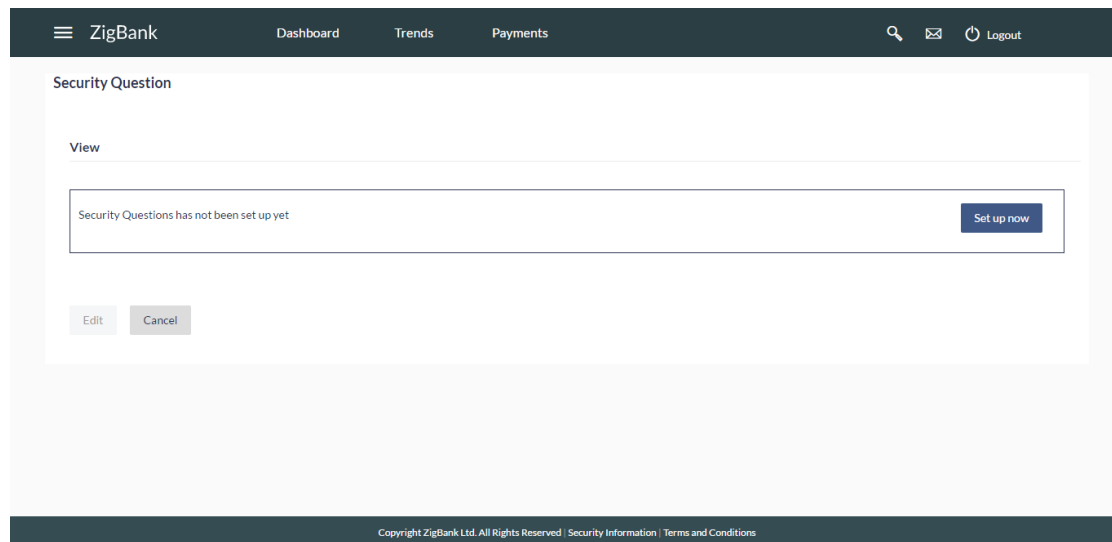 ZigBank Dashboard Trends Payments Logout
Security Question
View
Security Questions has not been set up yet Set up now
Edit Cancel
Copyright ZigBank Ltd. All Rights Reserved | Security Information | Terms and Conditions